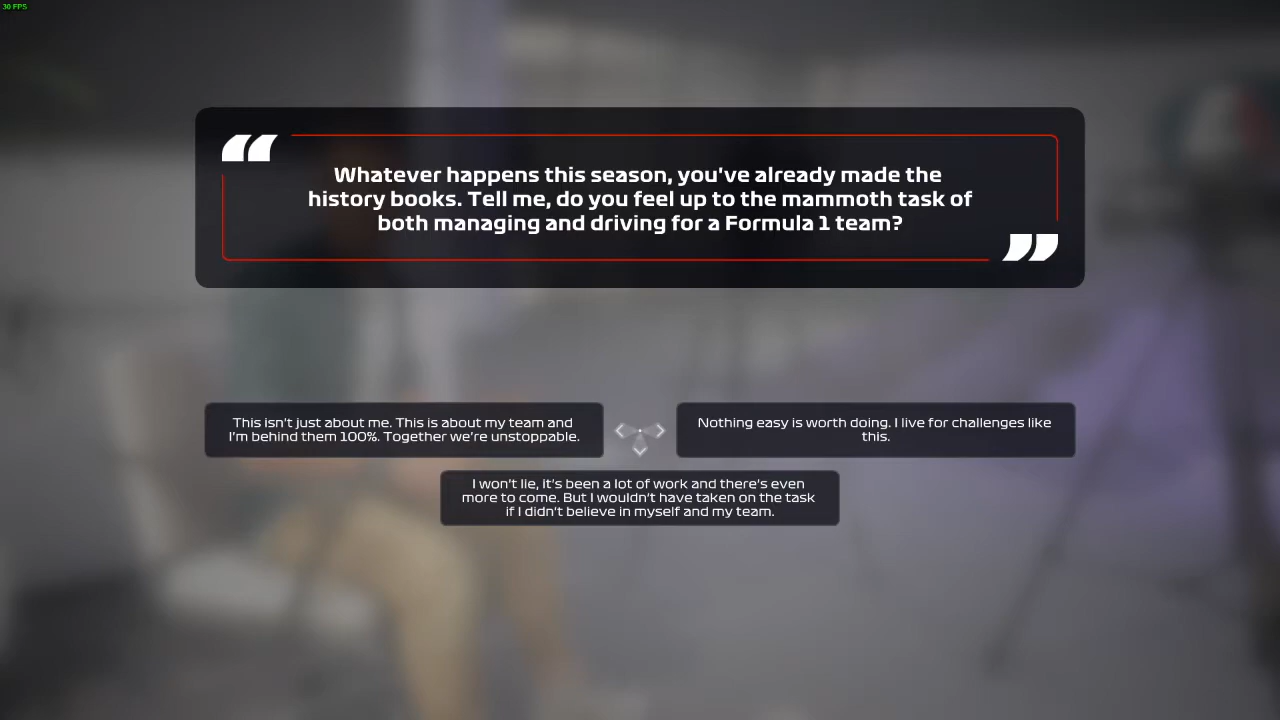 30 FPS
Whatever happens this season, you've already made the
history books. Tell me, do you feel up to the mammoth task of
both managing and driving for a Formula 1 team?
This isn't just about me. This is about my team and
I'm behind them 100%. Together we're unstoppable.
Nothing easy is worth doing. I live for challenges like
this.
I won't lie, it's been a lot of work and there's even
more to come. But I wouldn't have taken on the task
if I didn't believe in myself and my team.